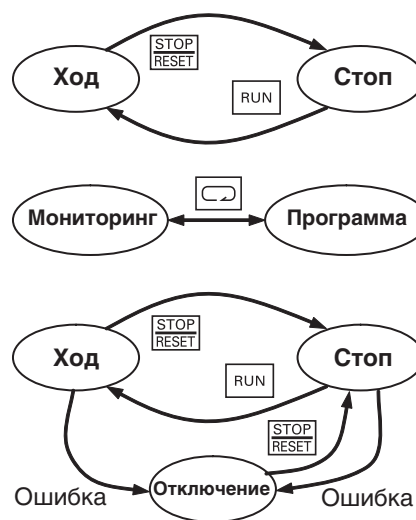 STOP
RESET
Ход
Стоп
RUN
Мониторинг
Программа
STOP
RESET
Ход
Стоп
RUN
STOP
RESET
Отключение
Ошибка
Ошибка